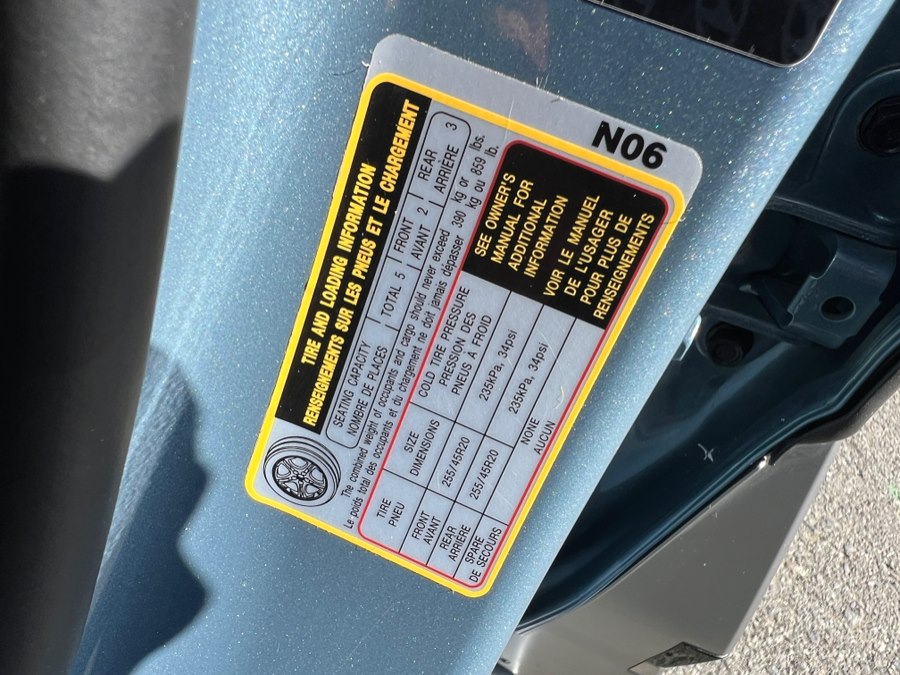 N06
TIRE AND LOADING INFORMATION
RENSEIGNEMENTS SUR LES PNEUS ET LE CHARGEMENT
SEATING CAPACITY
NOMBRE DE PLACES
TOTAL 5
FRONT
AVANT 2
REAR
ARRIÈRE 3
The combined weight of occupants and cargo should never exceed 390 kg or 859 lbs.
Le poids total des occupants et du chargement ne doit jamais dépasser 390 kg ou 859 lb.
TIRE
PNEU
SIZE
DIMENSIONS
COLD TIRE PRESSURE
PRESSION DES
PNEUS À FROID
FRONT
AVANT
255/45R20
235kPa, 34psi
REAR
ARRIÈRE
255/45R20
235kPa, 34psi
SPARE
DE SECOURS
NONE
AUCUN
SEE OWNER'S
MANUAL FOR
ADDITIONAL
INFORMATION
VOIR LE MANUEL
DE L'USAGER
POUR PLUS DE
RENSEIGNEMENTS